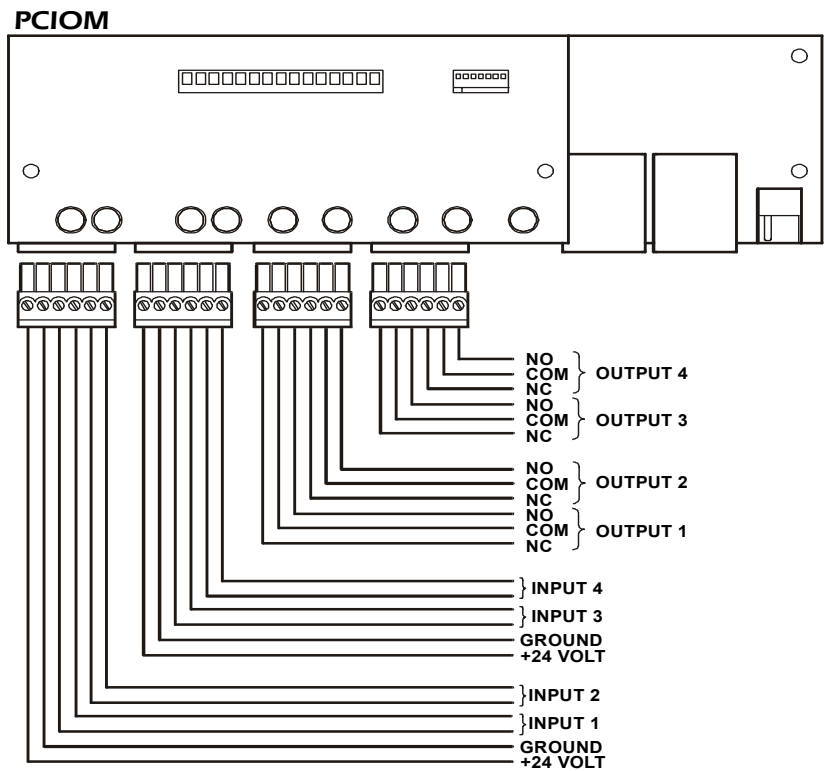 PCIOM
NO
COM
NC
OUTPUT 4
NO
COM
NC
OUTPUT 3
NO
COM
NC
OUTPUT 2
NO
COM
NC
OUTPUT 1
INPUT 4
INPUT 3
GROUND
+24 VOLT
INPUT 2
INPUT 1
GROUND
+24 VOLT